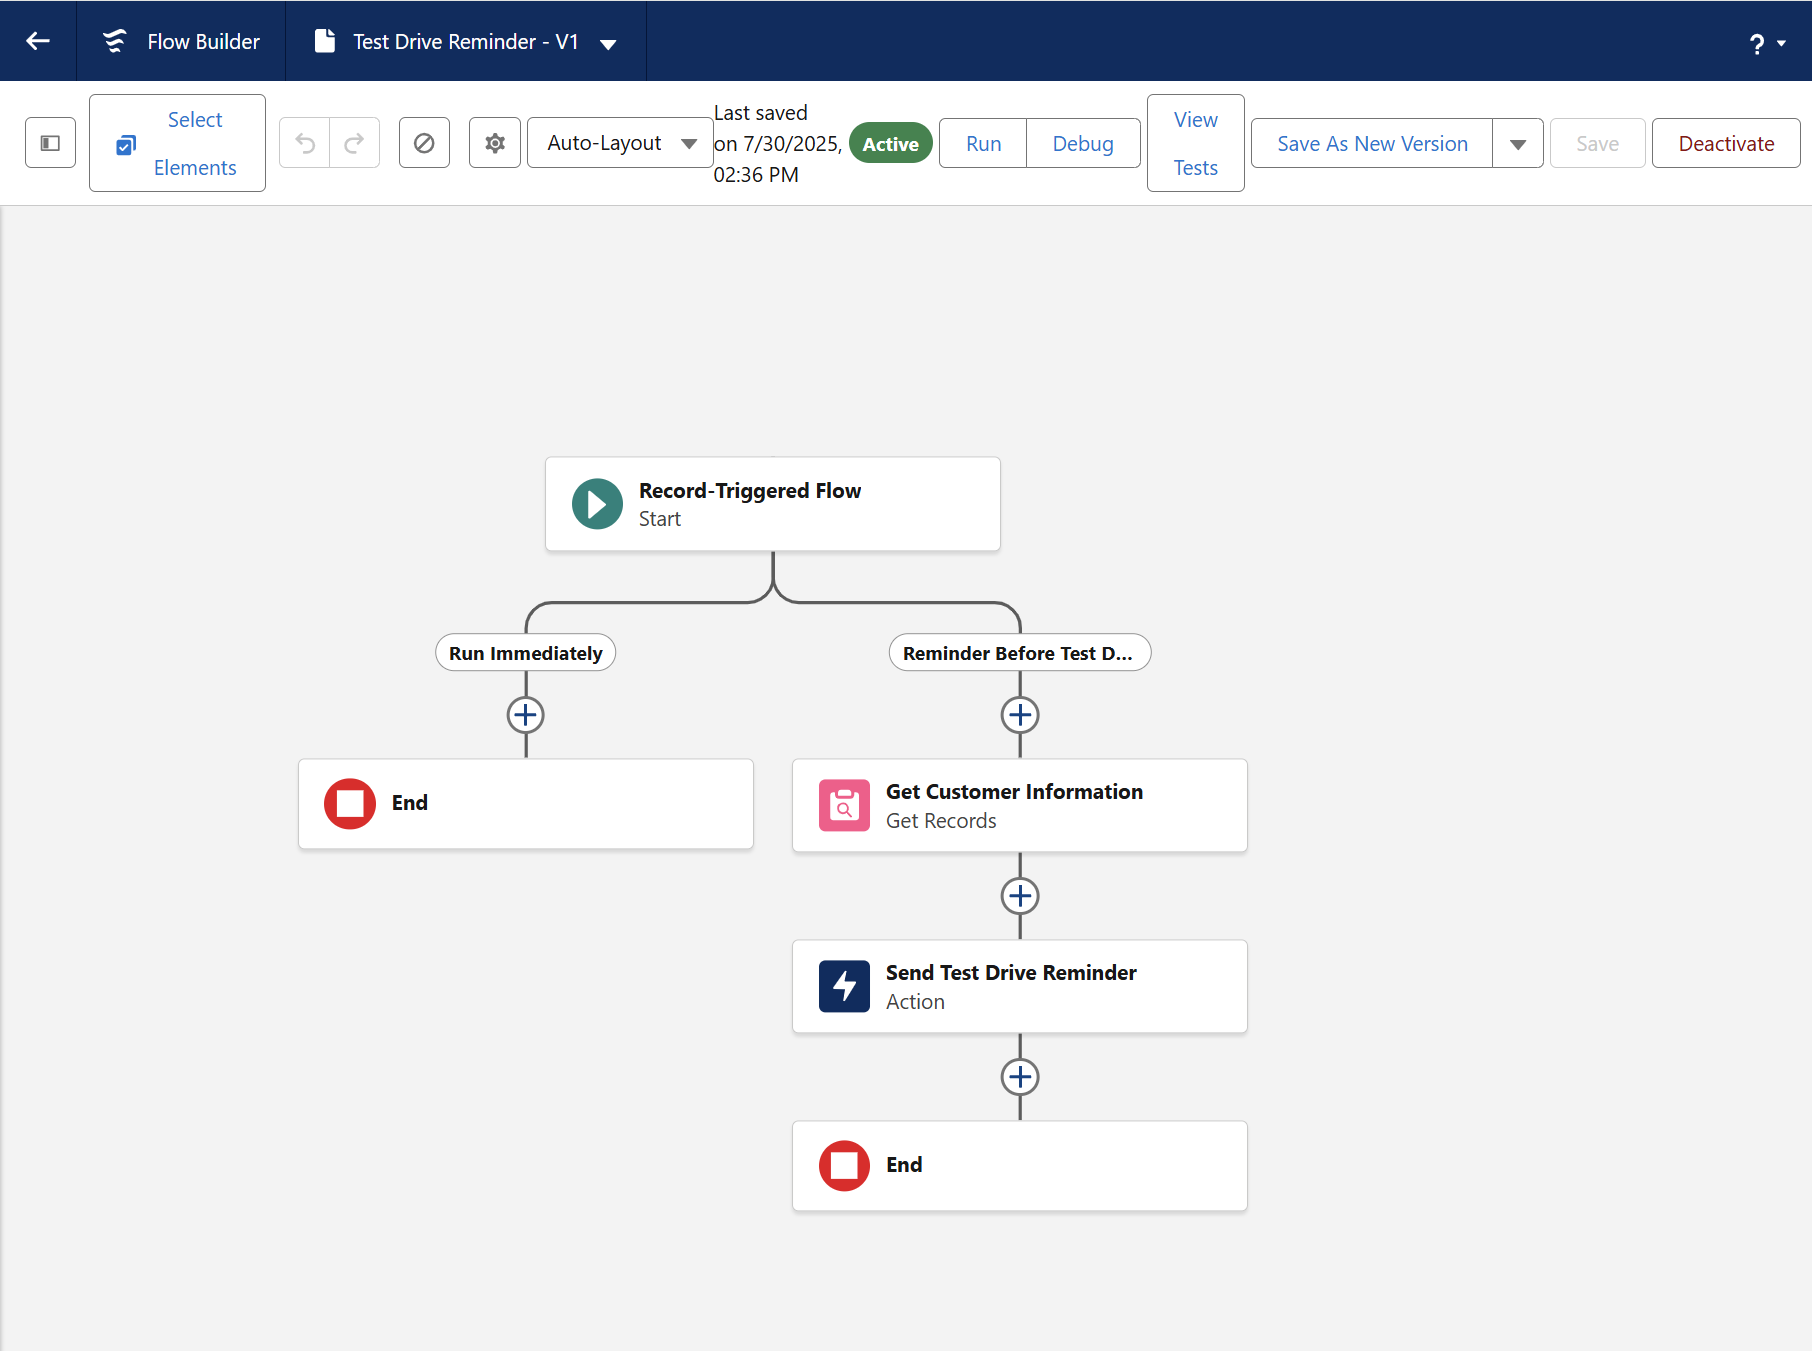 Flow Builder
Test Drive Reminder - V1
?
Select
Elements
Auto-Layout
Last saved
on 7/30/2025,
02:36 PM
Active
Run
Debug
View
Tests
Save As New Version
Save
Deactivate
Record-Triggered Flow
Start
Run Immediately
Reminder Before Test D...
End
Get Customer Information
Get Records
Send Test Drive Reminder
Action
End